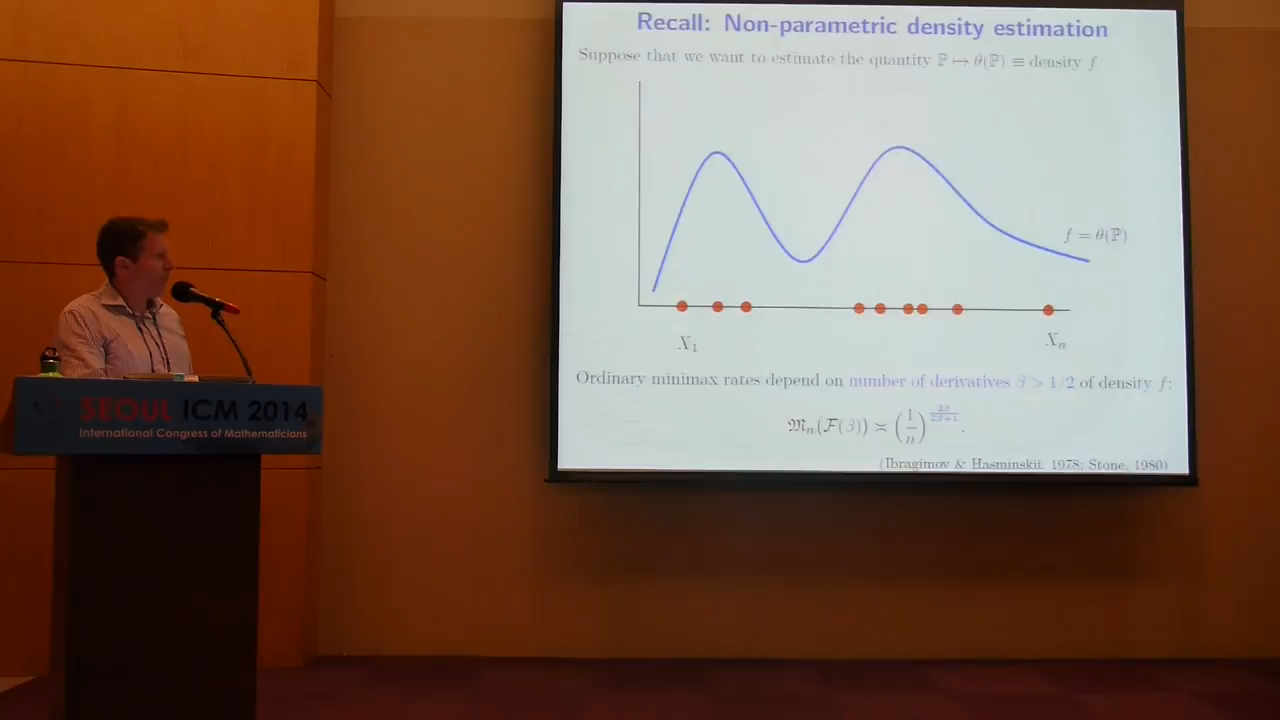 Recall: Non-parametric density estimation
Suppose that we want to estimate the quantity ℙ ↦ θ(ℙ) ≡ density f
f = θ(ℙ)
X₁
Xₙ
Ordinary minimax rates depend on number of derivatives β > 1/2 of density f:
𝔐ₙ(ℱ(β)) ≍ (1/n)^{2β/(2β+1)}.
(Ibragimov & Hasminskii, 1978; Stone, 1980)
SEOUL ICM 2014
International Congress of Mathematicians